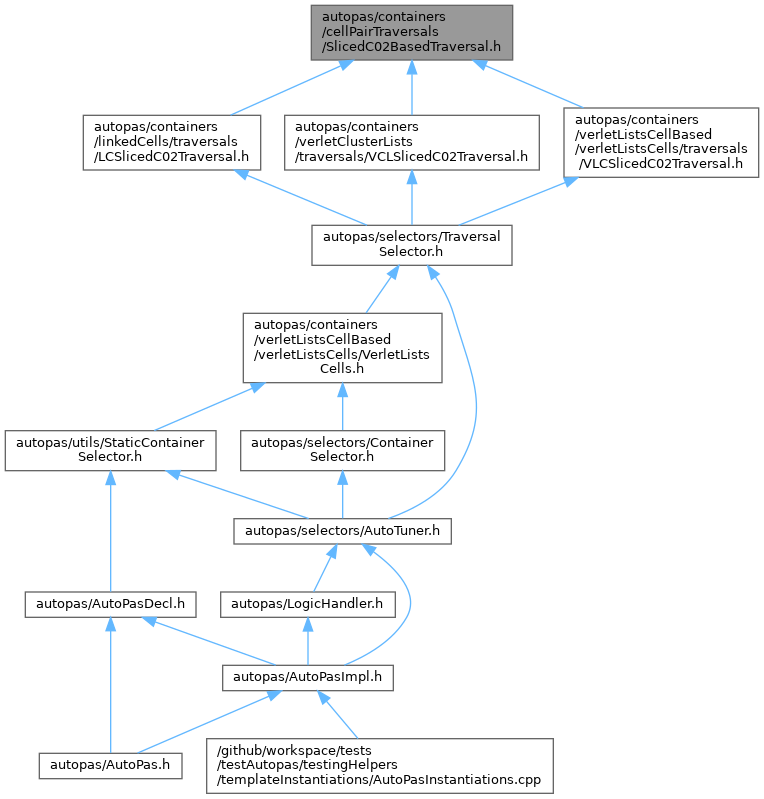 autopas/containers
/cellPairTraversals
/SlicedC02BasedTraversal.h
autopas/containers
/linkedCells/traversals
/LCSlicedC02Traversal.h
autopas/containers
/verletClusterLists
/traversals/VCLSlicedC02Traversal.h
autopas/containers
/verletListsCellBased
/verletListsCells/traversals
/VLCSlicedC02Traversal.h
autopas/selectors/Traversal
Selector.h
autopas/containers
/verletListsCellBased
/verletListsCells/VerletLists
Cells.h
autopas/utils/StaticContainer
Selector.h
autopas/selectors/Container
Selector.h
autopas/selectors/AutoTuner.h
autopas/AutoPasDecl.h
autopas/LogicHandler.h
autopas/AutoPasImpl.h
autopas/AutoPas.h
/github/workspace/tests
/testAutopas/testingHelpers
/templateInstantiations/AutoPasInstantiations.cpp